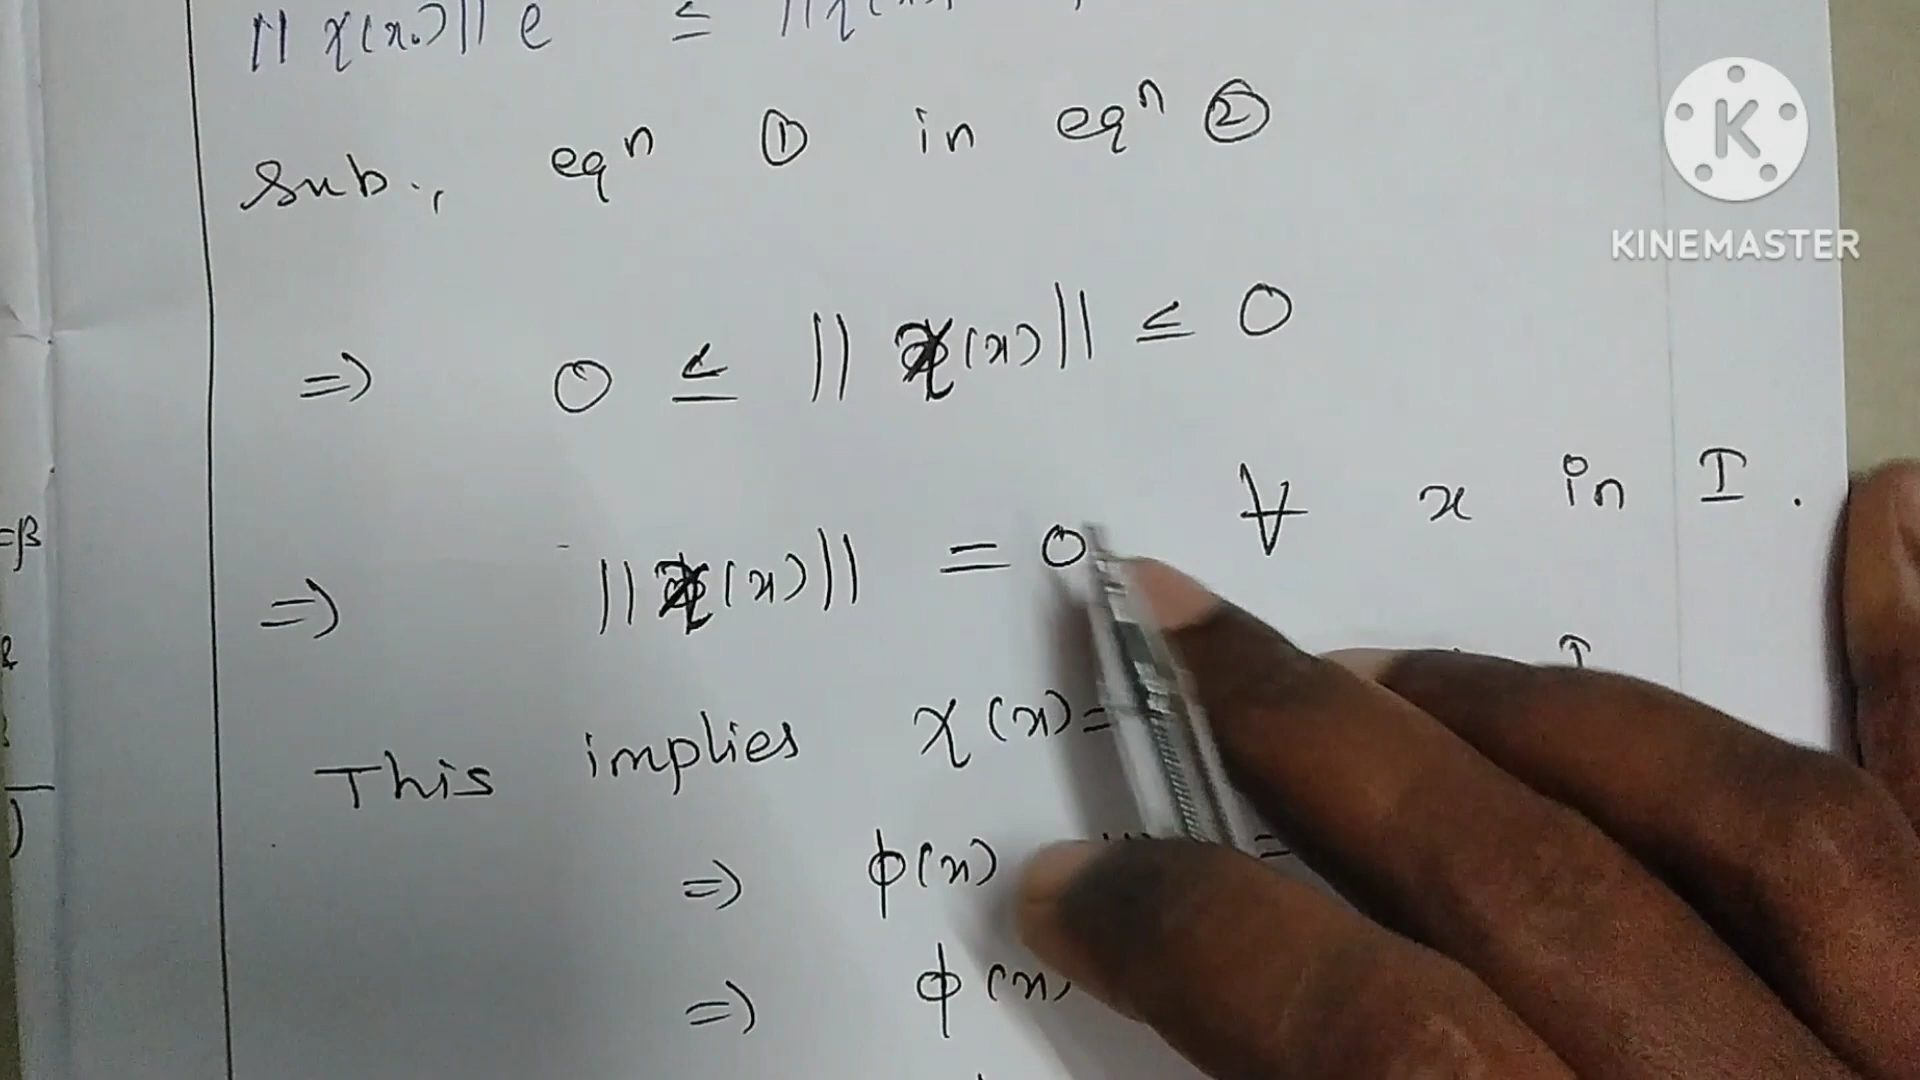 ‖χ(x₀)‖ e ≤ ‖χ(
sub., eqⁿ ① in eqⁿ ②
⇒ 0 ≤ ‖χ(x)‖ ≤ 0
⇒ ‖χ(x)‖ = 0 ∀ x in I.
This implies χ(x)= I
⇒ φ(x) =
⇒ φ(x)
=β
)
K
KINEMASTER